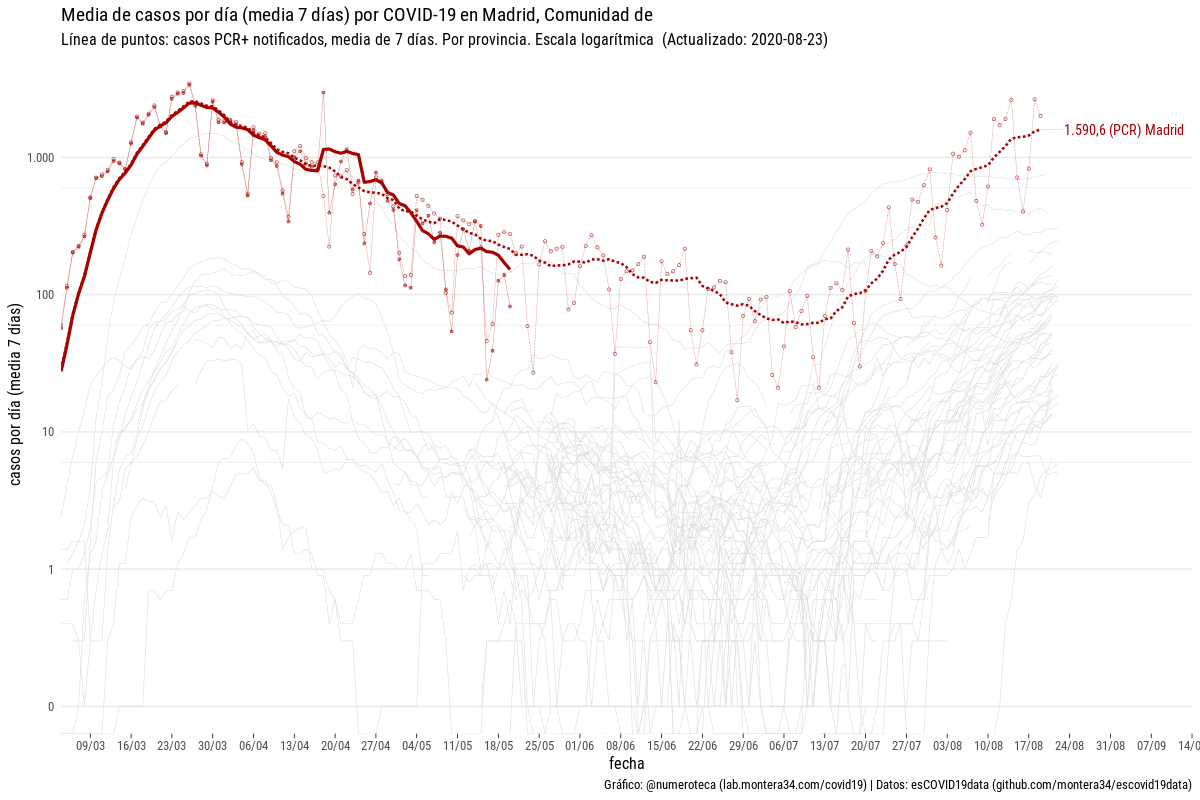 Media de casos por día (media 7 días) por COVID-19 en Madrid, Comunidad de
Línea de puntos: casos PCR+ notificados, media de 7 días. Por provincia. Escala logarítmica  (Actualizado: 2020-08-23)
1.590,6 (PCR) Madrid
1.000
100
10
1
0
casos por día (media 7 días)
09/03 16/03 23/03 30/03 06/04 13/04 20/04 27/04 04/05 11/05 18/05 25/05 01/06 08/06 15/06 22/06 29/06 06/07 13/07 20/07 27/07 03/08 10/08 17/08 24/08 31/08 07/09 14/0
fecha
Gráfico: @numeroteca (lab.montera34.com/covid19) | Datos: esCOVID19data (github.com/montera34/escovid19data)